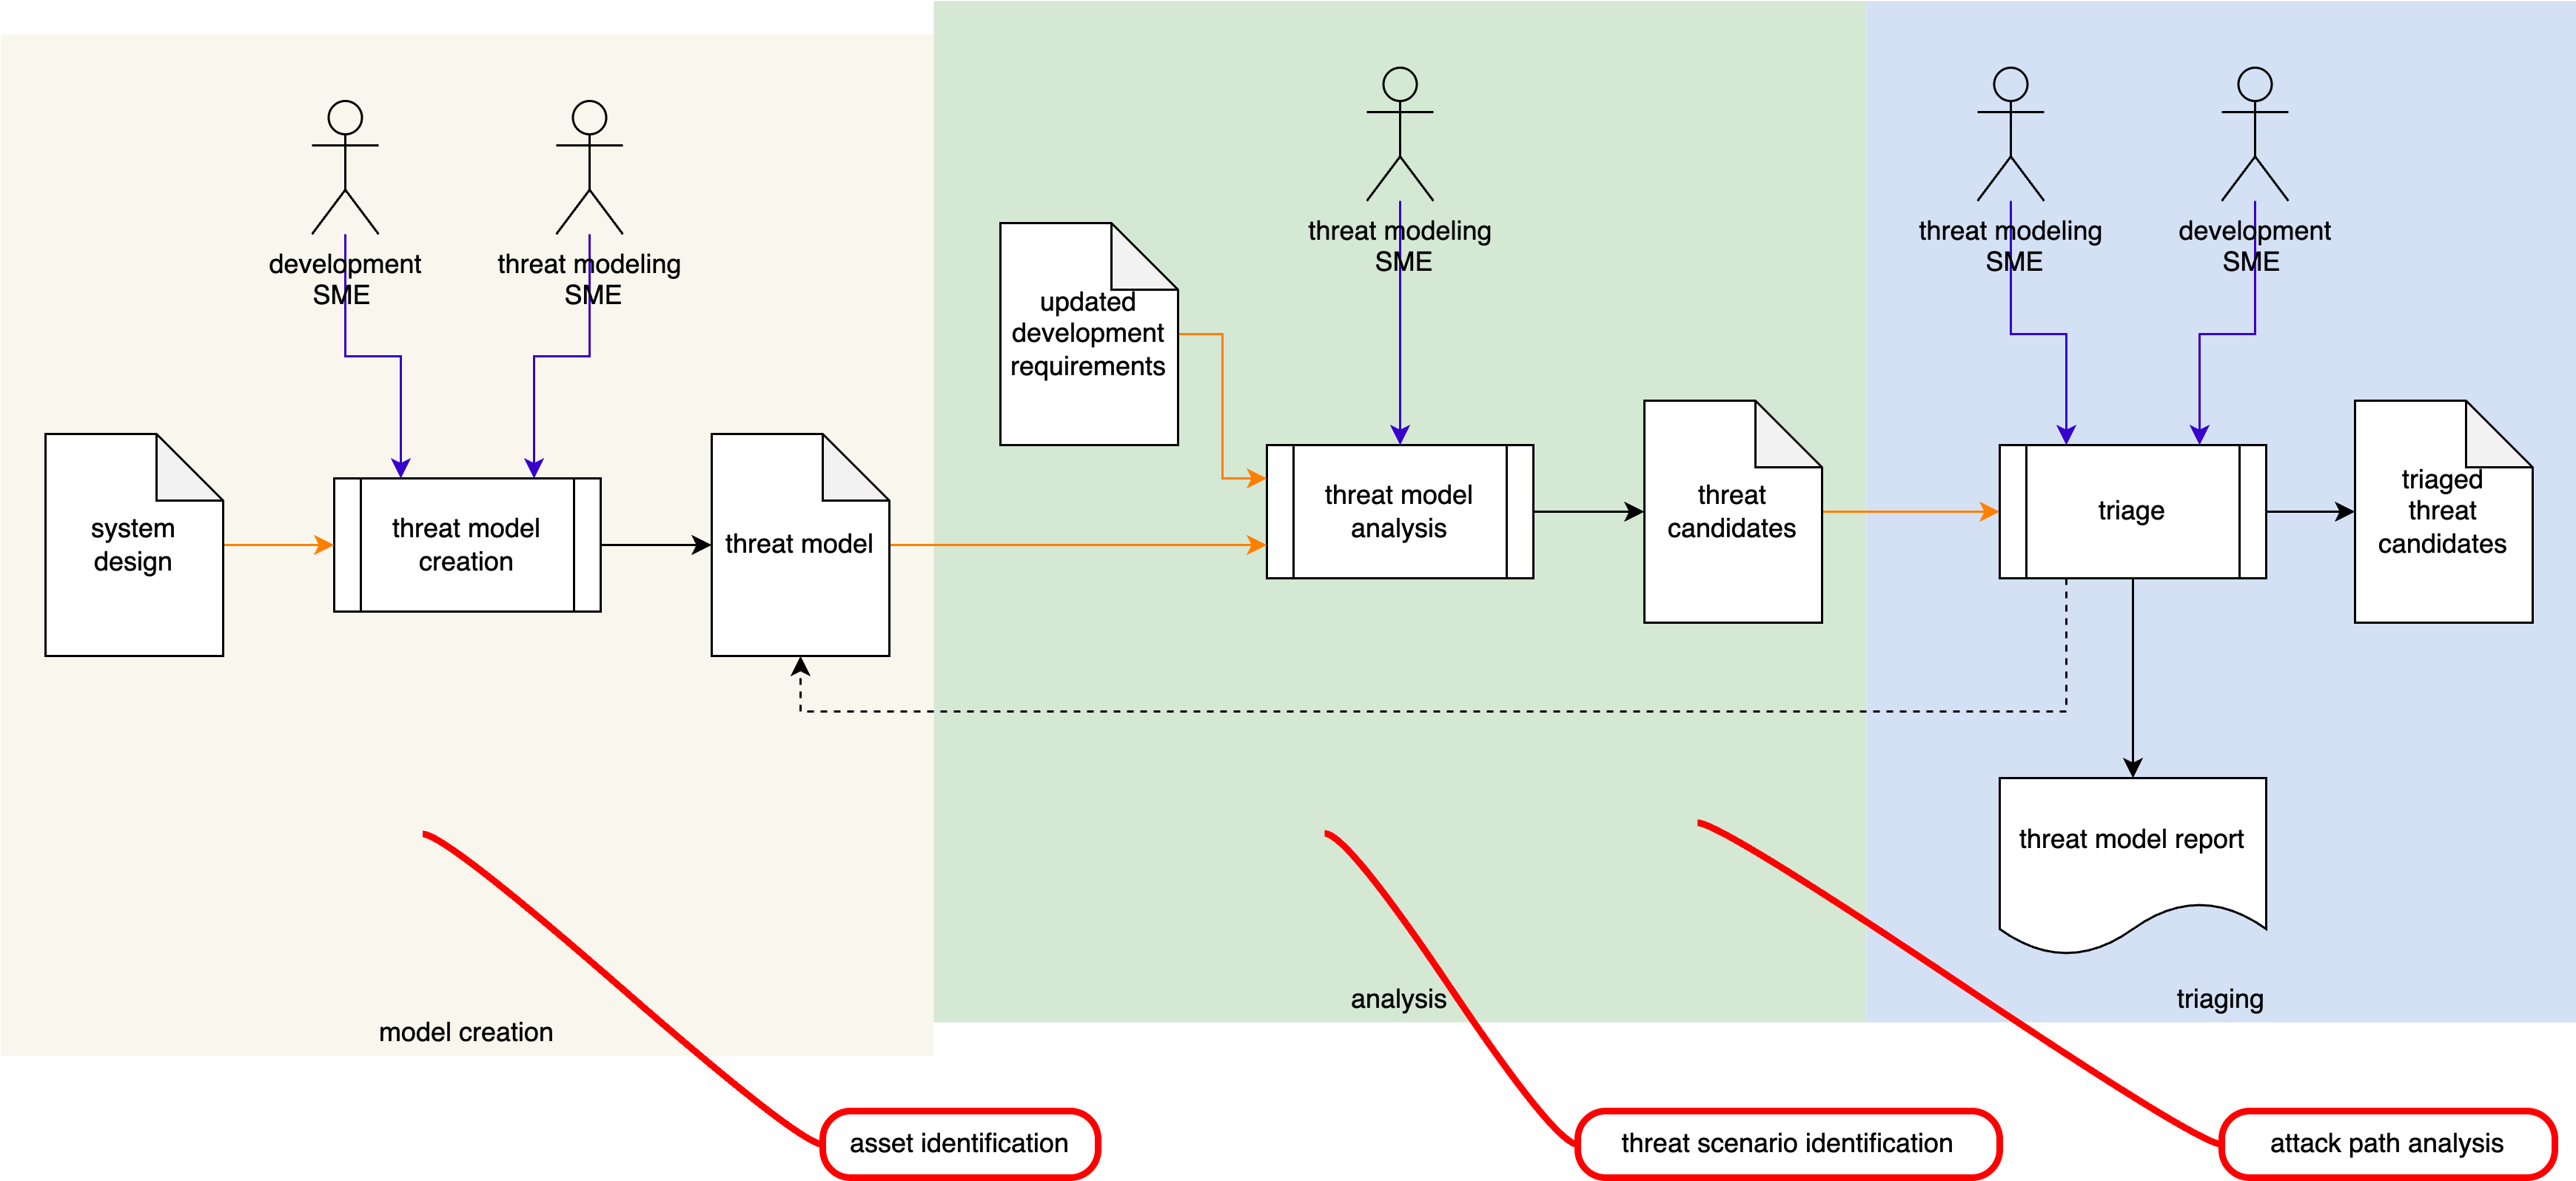 development
SME
threat modeling
SME
system
design
threat model
creation
threat model
model creation
updated
development
requirements
threat modeling
SME
threat model
analysis
threat
candidates
analysis
threat modeling
SME
development
SME
triage
triaged
threat
candidates
threat model report
triaging
asset identification
threat scenario identification
attack path analysis